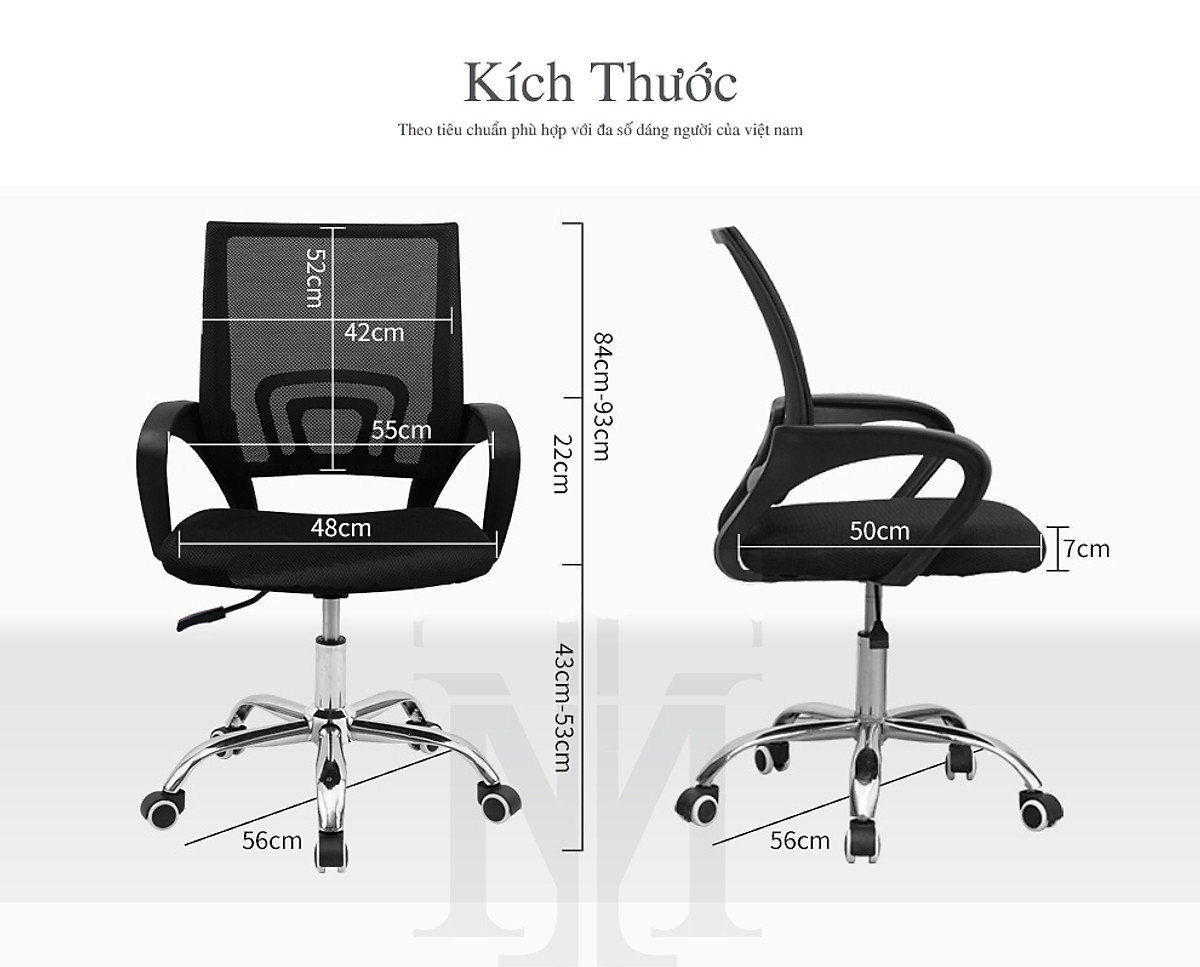 Kích Thước
Theo tiêu chuẩn phù hợp với đa số dáng người của việt nam
52cm
42cm
55cm
48cm
84cm-93cm
22cm
43cm-53cm
56cm
50cm
7cm
56cm